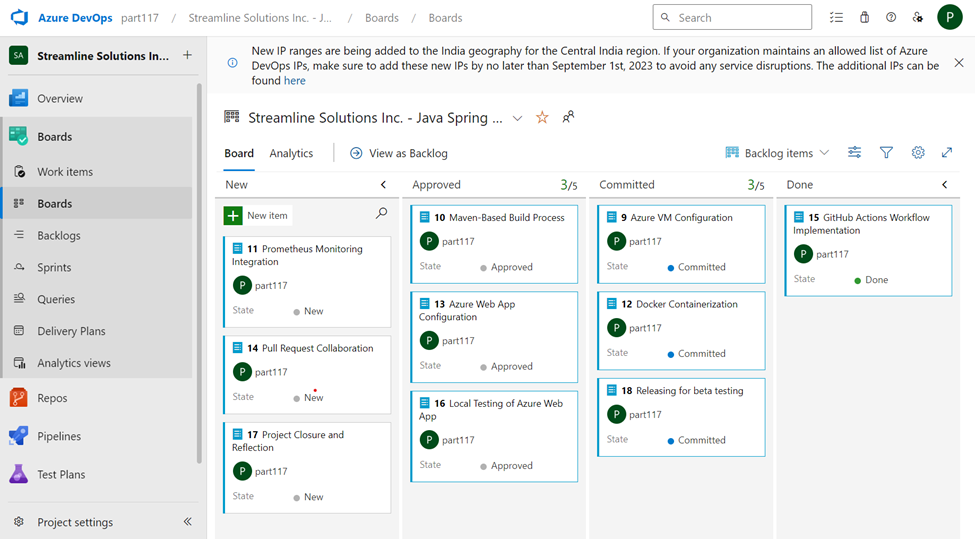 Azure DevOps part117 / Streamline Solutions Inc. - J... / Boards / Boards
Search
P
SA Streamline Solutions In... +
New IP ranges are being added to the India geography for the Central India region. If your organization maintains an allowed list of Azure
DevOps IPs, make sure to add these new IPs by no later than September 1st, 2023 to avoid any service disruptions. The additional IPs can be
found here
Overview
Boards
Work items
Boards
Backlogs
Sprints
Queries
Delivery Plans
Analytics views
Repos
Pipelines
Test Plans
Project settings
Streamline Solutions Inc. - Java Spring ...
Board Analytics View as Backlog
Backlog items
New
New item
11 Prometheus Monitoring
Integration
P part117
State New
14 Pull Request Collaboration
P part117
State New
17 Project Closure and
Reflection
P part117
State New
Approved 3/5
10 Maven-Based Build Process
P part117
State Approved
13 Azure Web App
Configuration
P part117
State Approved
16 Local Testing of Azure Web
App
P part117
State Approved
Committed 3/5
9 Azure VM Configuration
P part117
State Committed
12 Docker Containerization
P part117
State Committed
18 Releasing for beta testing
P part117
State Committed
Done
15 GitHub Actions Workflow
Implementation
P part117
State Done